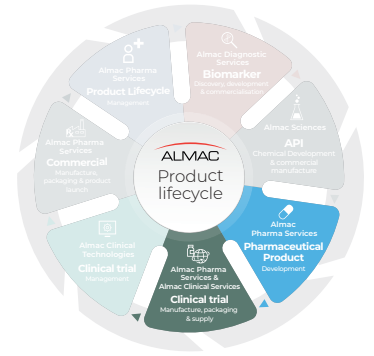 Almac Diagnostic
Services
Biomarker
Discovery, development
& commercialisation
Almac Sciences
API
Chemical Development
& commercial
manufacture
Almac
Pharma Services
Pharmaceutical
Product
Development
Almac Pharma
Services &
Almac Clinical Services
Clinical trial
Manufacture, packaging
& supply
Almac Clinical
Technologies
Clinical trial
Management
Almac Pharma
Services
Commercial
Manufacture,
packaging & product
launch
Almac Pharma
Services
Product Lifecycle
Management
ALMAC
Product
lifecycle